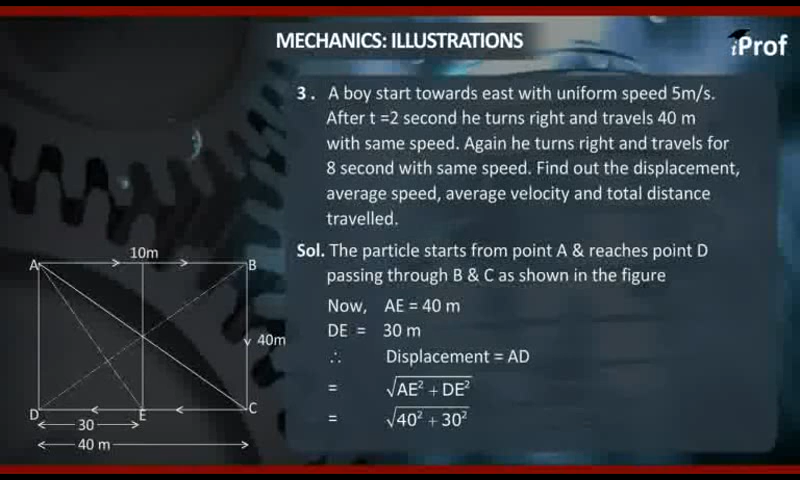 MECHANICS: ILLUSTRATIONS
iProf
3 . A boy start towards east with uniform speed 5m/s.
After t =2 second he turns right and travels 40 m
with same speed. Again he turns right and travels for
8 second with same speed. Find out the displacement,
average speed, average velocity and total distance
travelled.
Sol. The particle starts from point A & reaches point D
passing through B & C as shown in the figure
Now, AE = 40 m
DE = 30 m
∴ Displacement = AD
= √AE² + DE²
= √40² + 30²
10m
A
B
40m
D
E
C
30
40 m